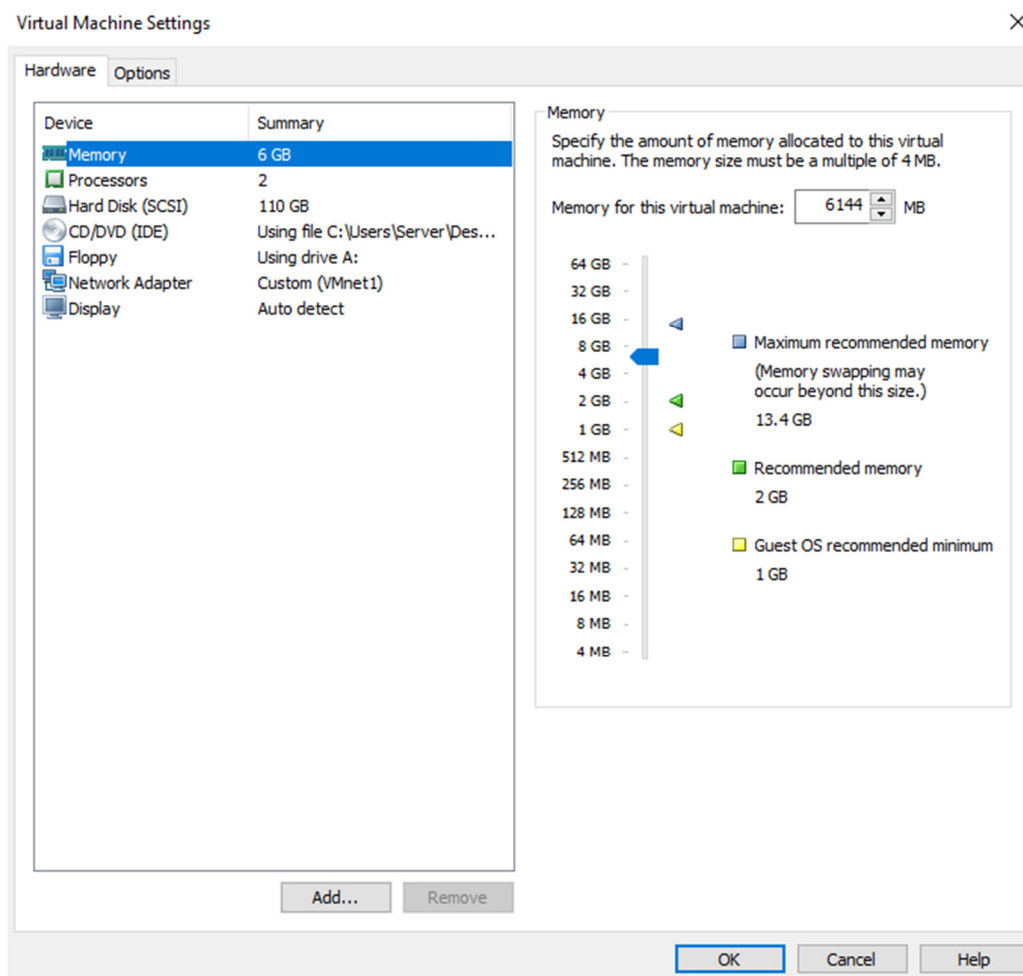 Virtual Machine Settings
Hardware Options
Device Summary
Memory 6 GB
Processors 2
Hard Disk (SCSI) 110 GB
CD/DVD (IDE) Using file C:\Users\Server\Des...
Floppy Using drive A:
Network Adapter Custom (VMnet1)
Display Auto detect
Add... Remove
Memory
Specify the amount of memory allocated to this virtual
machine. The memory size must be a multiple of 4 MB.
Memory for this virtual machine: 6144 MB
64 GB
32 GB
16 GB
8 GB
4 GB
2 GB
1 GB
512 MB
256 MB
128 MB
64 MB
32 MB
16 MB
8 MB
4 MB
Maximum recommended memory
(Memory swapping may
occur beyond this size.)
13.4 GB
Recommended memory
2 GB
Guest OS recommended minimum
1 GB
OK Cancel Help